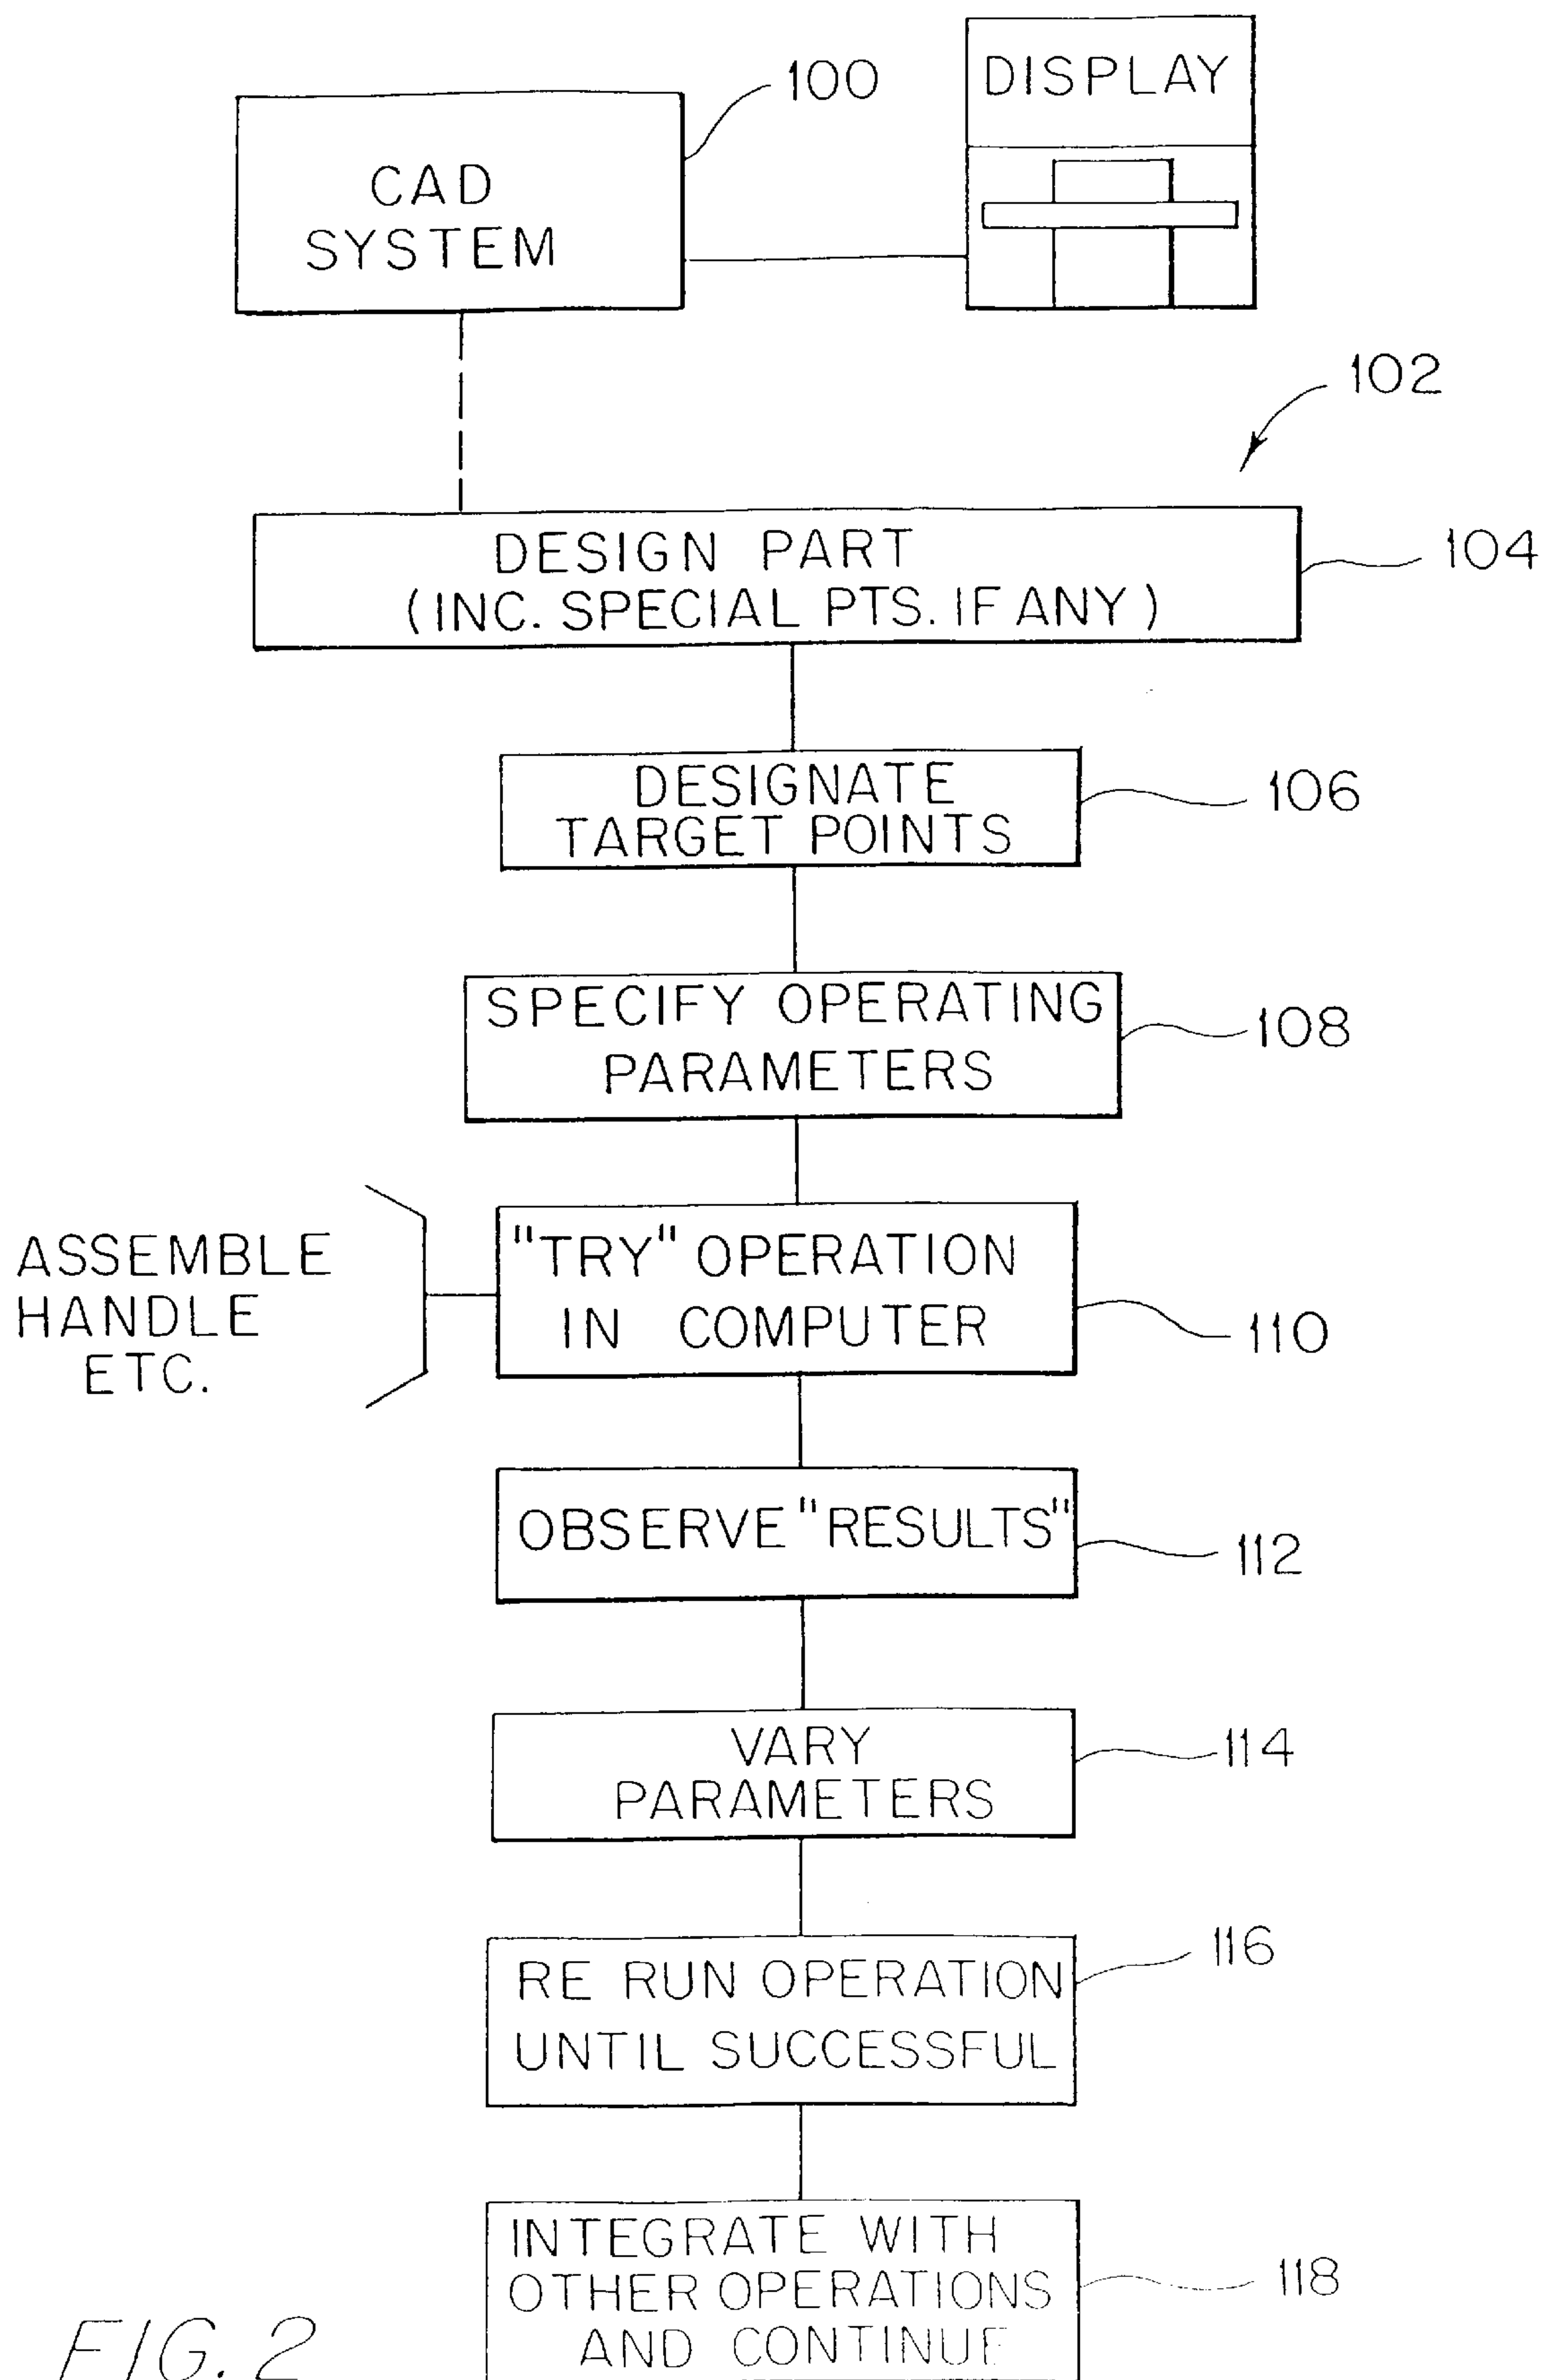 100
DISPLAY
CAD
SYSTEM
102
DESIGN PART
(INC. SPECIAL PTS. IF ANY)
104
DESIGNATE
TARGET POINTS
106
SPECIFY OPERATING
PARAMETERS
108
ASSEMBLE
HANDLE
ETC.
"TRY" OPERATION
IN COMPUTER
110
OBSERVE "RESULTS"
112
VARY
PARAMETERS
114
RE RUN OPERATION
UNTIL SUCCESSFUL
116
INTEGRATE WITH
OTHER OPERATIONS
AND CONTINUE
118
FIG. 2